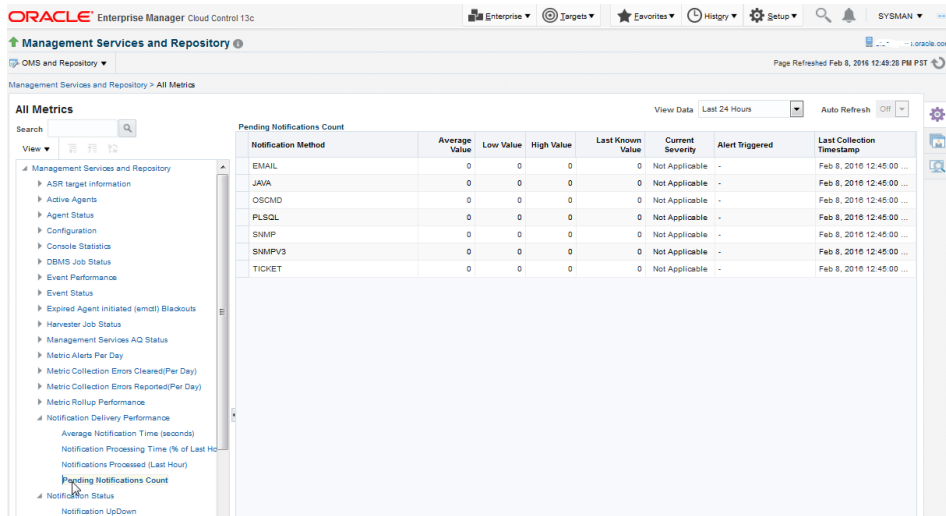 ORACLE Enterprise Manager Cloud Control 13c
Enterprise Targets Favorites History Setup SYSMAN
Management Services and Repository
OMS and Repository
Page Refreshed Feb 8, 2016 12:49:28 PM PST
Management Services and Repository > All Metrics
All Metrics
View Data Last 24 Hours Auto Refresh Off
Search
View
Management Services and Repository
ASR target information
Active Agents
Agent Status
Configuration
Console Statistics
DBMS Job Status
Event Performance
Event Status
Expired Agent initiated (emctl) Blackouts
Harvester Job Status
Management Services AQ Status
Metric Alerts Per Day
Metric Collection Errors Cleared(Per Day)
Metric Collection Errors Reported(Per Day)
Metric Rollup Performance
Notification Delivery Performance
Average Notification Time (seconds)
Notification Processing Time (% of Last Ho
Notifications Processed (Last Hour)
Pending Notifications Count
Notification Status
Notification UpDown
Pending Notifications Count
Notification Method Average Value Low Value High Value Last Known Value Current Severity Alert Triggered Last Collection Timestamp
EMAIL 0 0 0 0 Not Applicable - Feb 8, 2016 12:45:00 ...
JAVA 0 0 0 0 Not Applicable - Feb 8, 2016 12:45:00 ...
OSCMD 0 0 0 0 Not Applicable - Feb 8, 2016 12:45:00 ...
PLSQL 0 0 0 0 Not Applicable - Feb 8, 2016 12:45:00 ...
SNMP 0 0 0 0 Not Applicable - Feb 8, 2016 12:45:00 ...
SNMPV3 0 0 0 0 Not Applicable - Feb 8, 2016 12:45:00 ...
TICKET 0 0 0 0 Not Applicable - Feb 8, 2016 12:45:00 ...